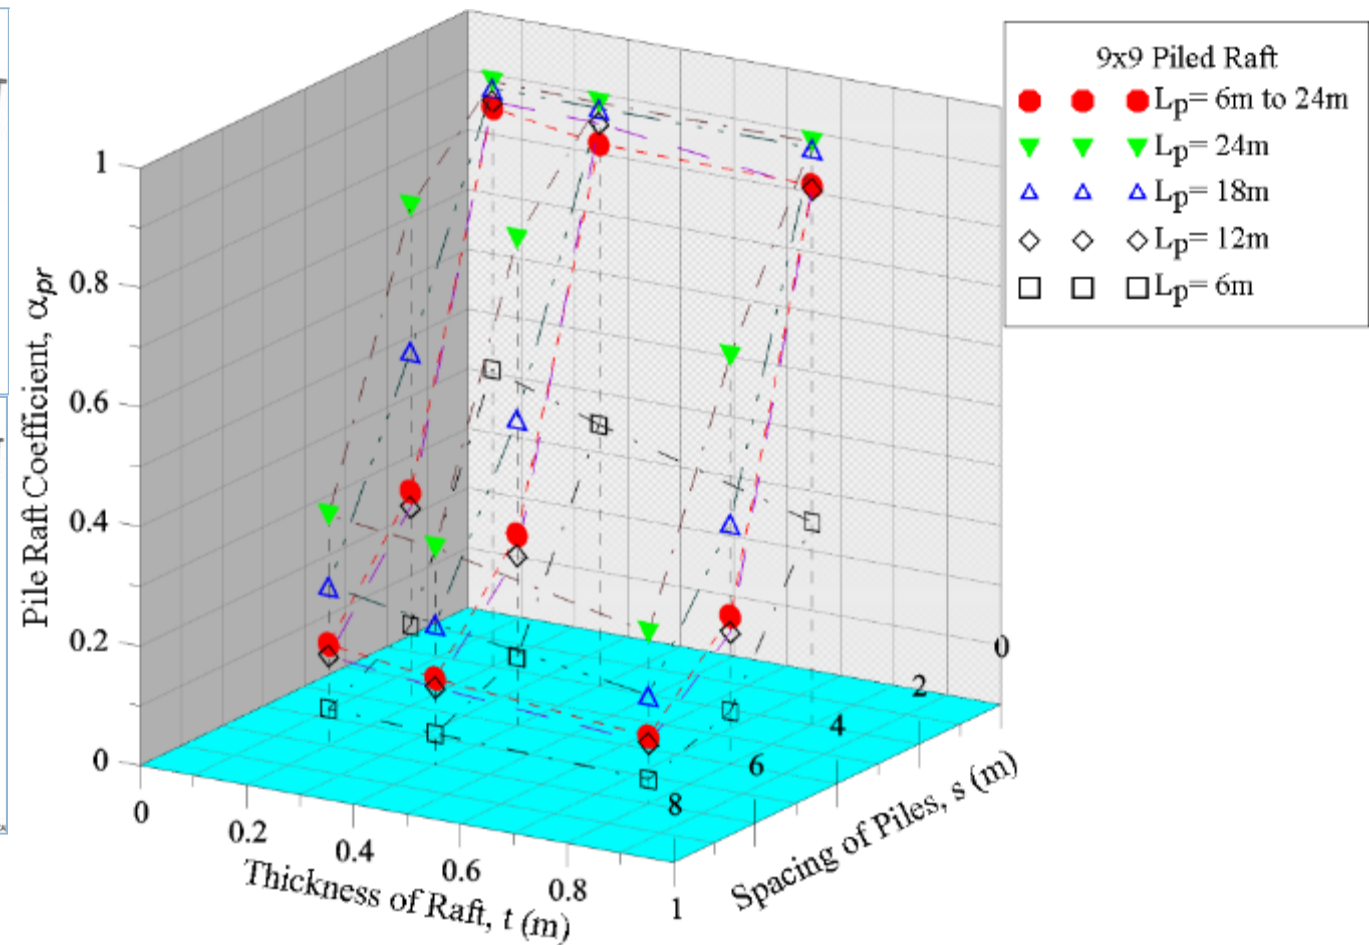 9x9 Piled Raft
Lp= 6m to 24m
Lp= 24m
Lp= 18m
Lp= 12m
Lp= 6m
Pile Raft Coefficient, αpr
1
0.8
0.6
0.4
0.2
0
0
0.2
0.4
0.6
0.8
1
Thickness of Raft, t (m)
0
2
4
6
8
Spacing of Piles, s (m)